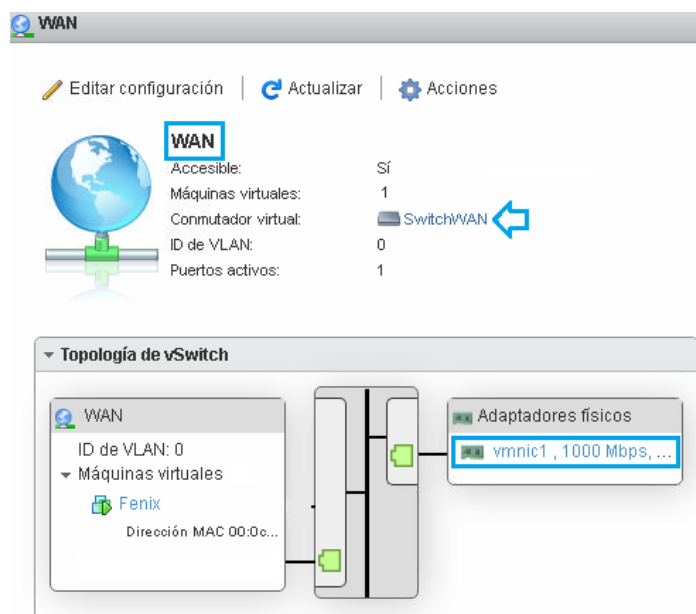 WAN
Editar configuración Actualizar Acciones
WAN
Accesible: Sí
Máquinas virtuales: 1
Conmutador virtual: SwitchWAN
ID de VLAN: 0
Puertos activos: 1
Topología de vSwitch
WAN
ID de VLAN: 0
Máquinas virtuales
Fenix
Dirección MAC 00:0c...
Adaptadores físicos
vmnic1 , 1000 Mbps, ...